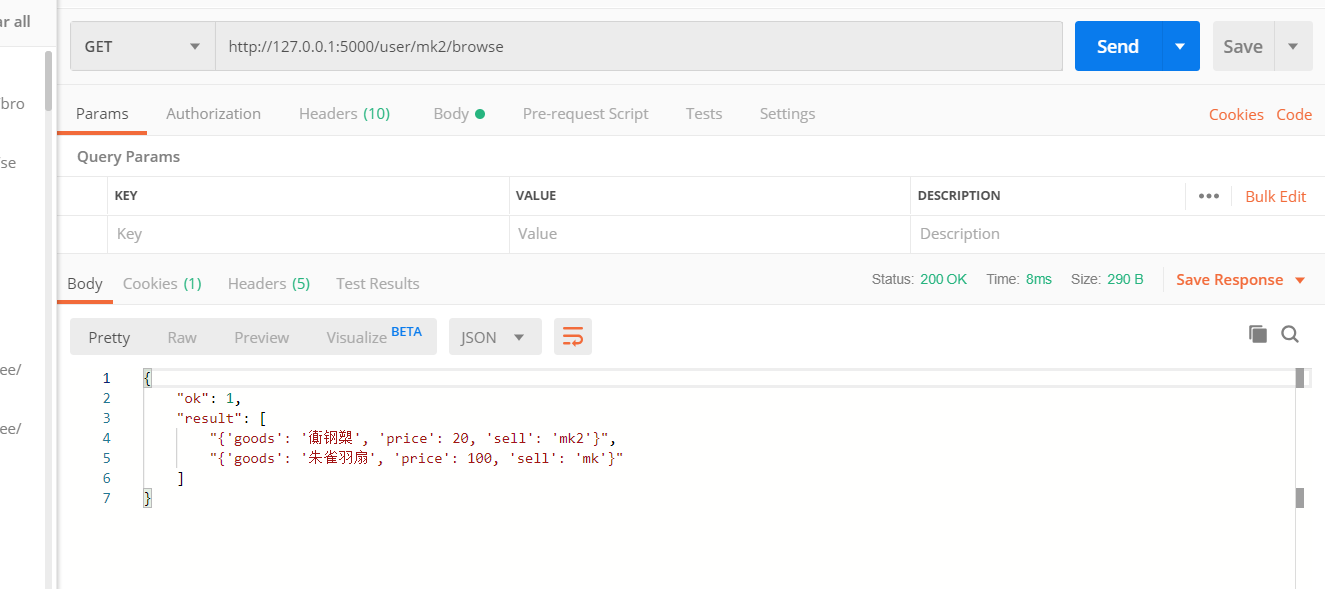 ar all
bro
se
ee/
ee/
GET http://127.0.0.1:5000/user/mk2/browse Send Save
Params Authorization Headers (10) Body Pre-request Script Tests Settings Cookies Code
Query Params
KEY VALUE DESCRIPTION ••• Bulk Edit
Key Value Description
Body Cookies (1) Headers (5) Test Results Status: 200 OK Time: 8ms Size: 290 B Save Response
Pretty Raw Preview Visualize BETA JSON
1 {
2 "ok": 1,
3 "result": [
4 "{'goods': '衠钢槊', 'price': 20, 'sell': 'mk2'}",
5 "{'goods': '朱雀羽扇', 'price': 100, 'sell': 'mk'}"
6 ]
7 }